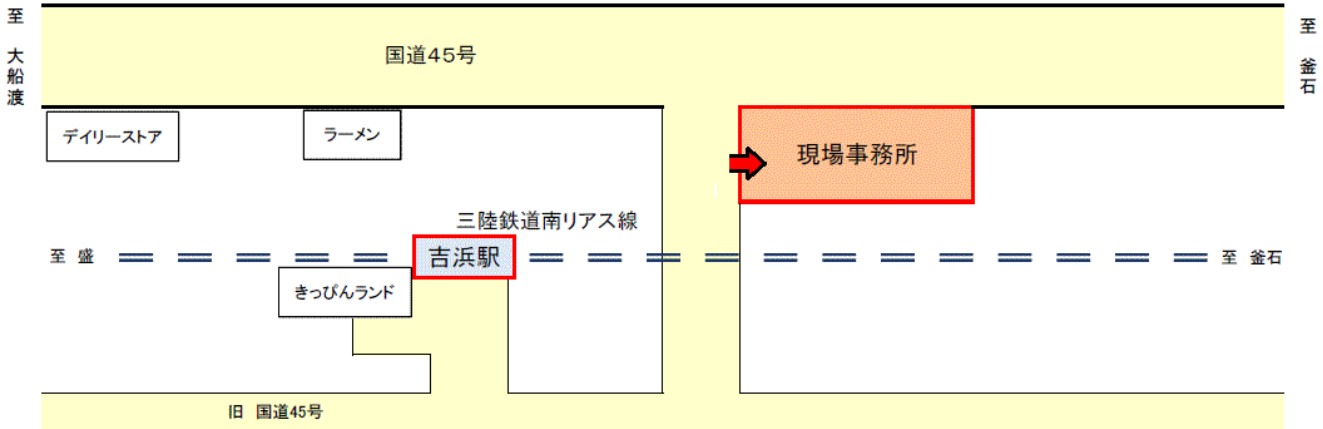 至 大船渡
国道45号
至 釜石
デイリーストア
ラーメン
現場事務所
三陸鉄道南リアス線
至 盛
吉浜駅
至 釜石
きっぴんランド
旧 国道45号